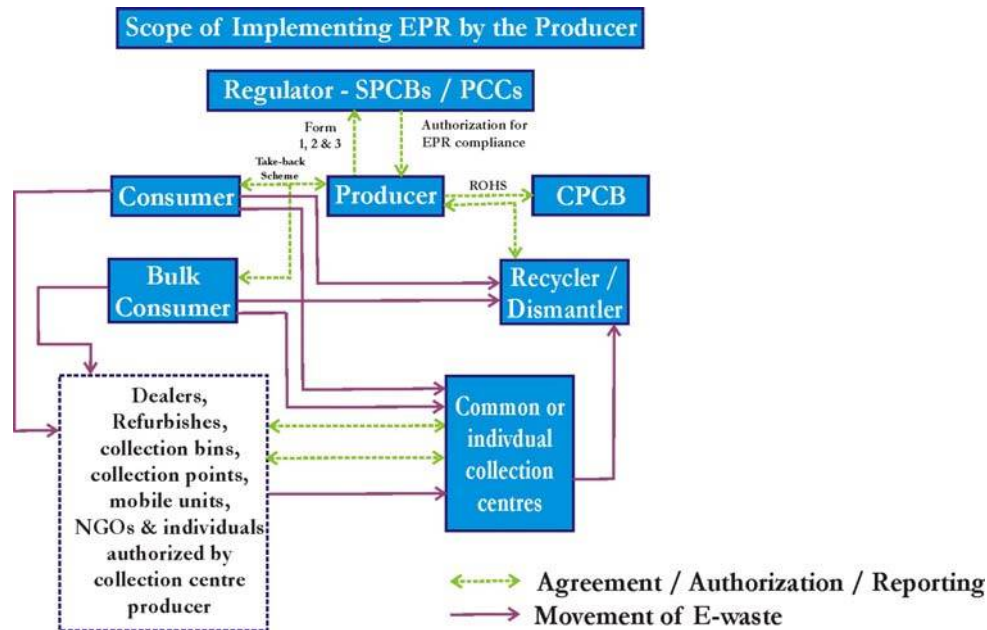 Scope of Implementing EPR by the Producer
Regulator - SPCBs / PCCs
Form
1, 2 & 3
Authorization for
EPR compliance
Take-back
Scheme
Consumer
Producer
ROHS
CPCB
Bulk
Consumer
Recycler /
Dismantler
Dealers,
Refurbishes,
collection bins,
collection points,
mobile units,
NGOs & individuals
authorized by
collection centre
producer
Common or
indivdual
collection
centres
Agreement / Authorization / Reporting
Movement of E-waste